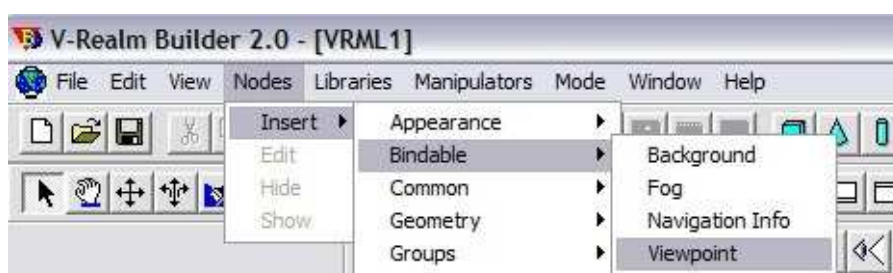 V-Realm Builder 2.0 - [VRML1]
File Edit View Nodes Libraries Manipulators Mode Window Help
Insert Appearance
Edit Bindable Background
Hide Common Fog
Show Geometry Navigation Info
Groups Viewpoint